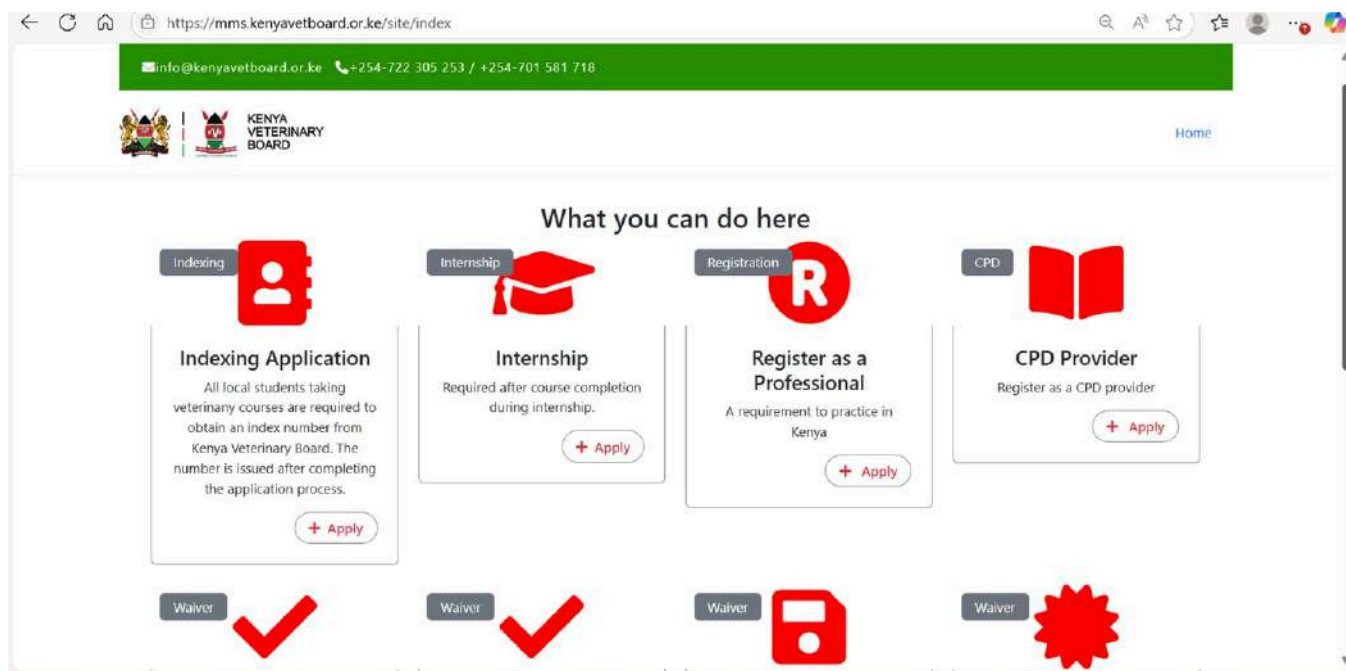 https://mms.kenyavetboard.or.ke/site/index
info@kenyavetboard.or.ke +254-722 305 253 / +254-701 581 718
KENYA
VETERINARY
BOARD
Home
What you can do here
Indexing
Internship
Registration
R
CPD
Indexing Application
All local students taking
veterinany courses are required to
obtain an index number from
Kenya Veterinary Board. The
number is issued after completing
the application process.
+ Apply
Internship
Required after course completion
during internship.
+ Apply
Register as a
Professional
A requirement to practice in
Kenya
+ Apply
CPD Provider
Register as a CPD provider
+ Apply
Waiver
Waiver
Waiver
Waiver